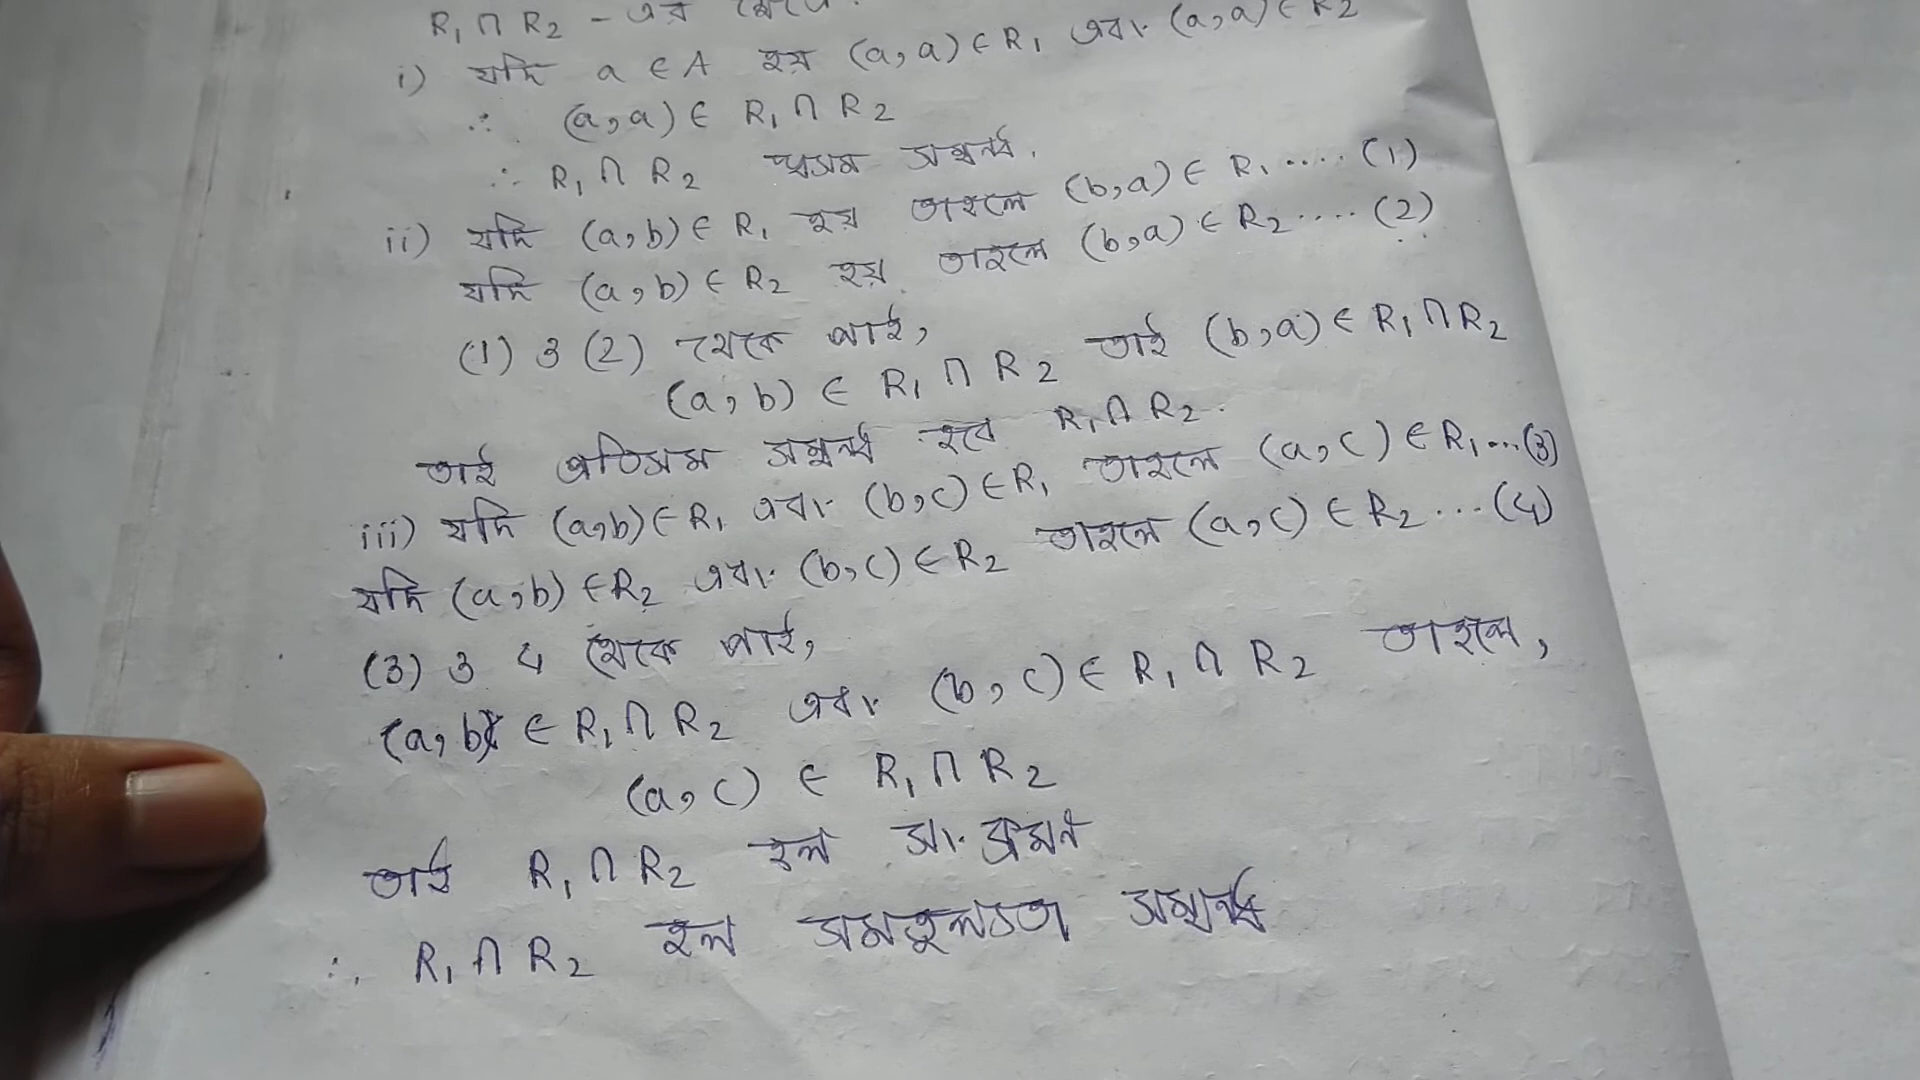 R₁ ∩ R₂ - এর
i) যদি a ∈ A হয় (a, a) ∈ R₁ এবং (a, a) ∈ R₂
∴ (a, a) ∈ R₁ ∩ R₂
∴ R₁ ∩ R₂ স্বসম সম্বন্ধ.
ii) যদি (a, b) ∈ R₁ হয় তাহলে (b, a) ∈ R₁ .... (1)
যদি (a, b) ∈ R₂ হয় তাহলে (b, a) ∈ R₂ .... (2)
(1) ও (2) থেকে পাই,
(a, b) ∈ R₁ ∩ R₂ তাই (b, a) ∈ R₁ ∩ R₂
তাই প্রতিসম সম্বন্ধ হবে R₁ ∩ R₂.
iii) যদি (a, b) ∈ R₁ এবং (b, c) ∈ R₁ তাহলে (a, c) ∈ R₁ ... (3)
যদি (a, b) ∈ R₂ এবং (b, c) ∈ R₂ তাহলে (a, c) ∈ R₂ ... (4)
(3) ও 4 থেকে পাই,
(a, b) ∈ R₁ ∩ R₂ এবং (b, c) ∈ R₁ ∩ R₂ তাহলে,
(a, c) ∈ R₁ ∩ R₂
তাই R₁ ∩ R₂ হল সংক্রমণ
∴ R₁ ∩ R₂ হল সমতুল্যতা সম্বন্ধ